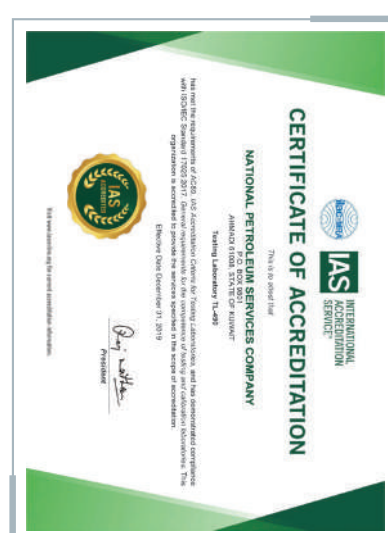 IAS
INTERNATIONAL
ACCREDITATION
SERVICE®
CERTIFICATE OF ACCREDITATION
This is to attest that
NATIONAL PETROLEUM SERVICES COMPANY
P.O. BOX 9801
AHMADI 61008, STATE OF KUWAIT
Testing Laboratory TL-690
has met the requirements of AC89, IAS Accreditation Criteria for Testing Laboratories, and has demonstrated compliance
with ISO/IEC Standard 17025:2017, General requirements for the competence of testing and calibration laboratories. This
organization is accredited to provide the services specified in the scope of accreditation.
Effective Date December 31, 2019
IAS
ACCREDITED
President
Visit www.iasonline.org for current accreditation information.